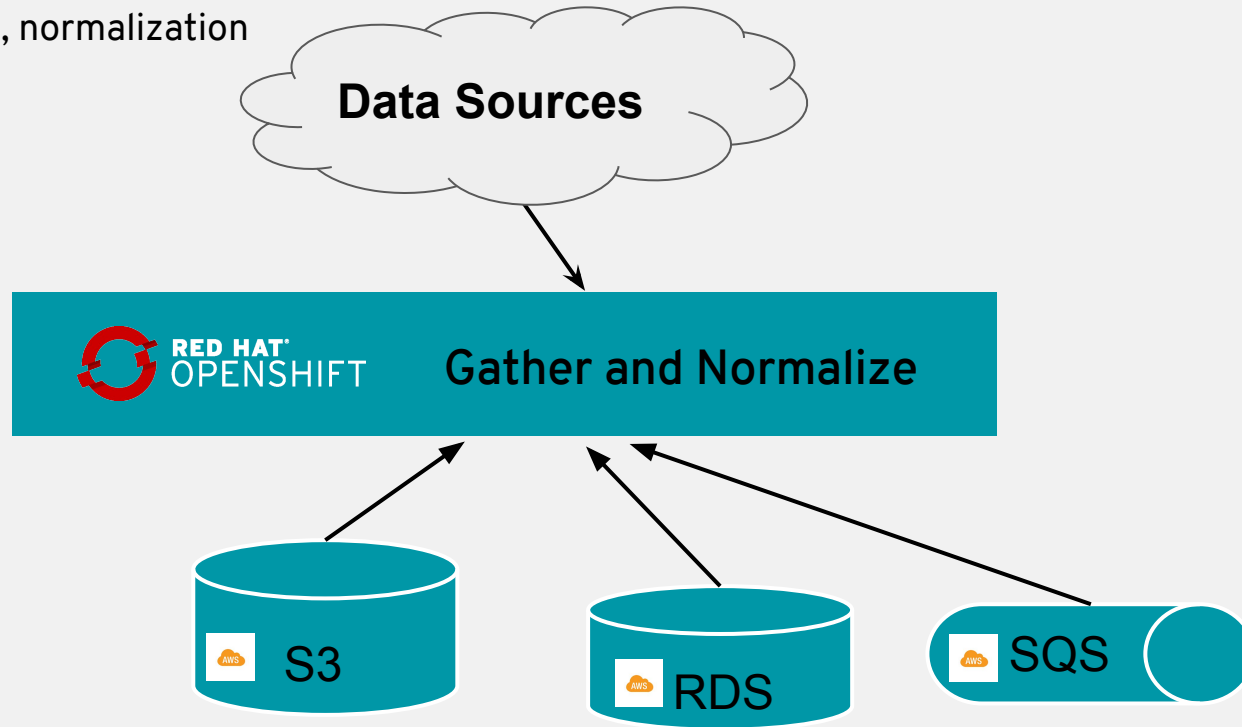 , normalization
Data Sources
RED HAT®
OPENSHIFT
Gather and Normalize
AWS
S3
AWS
RDS
AWS
SQS